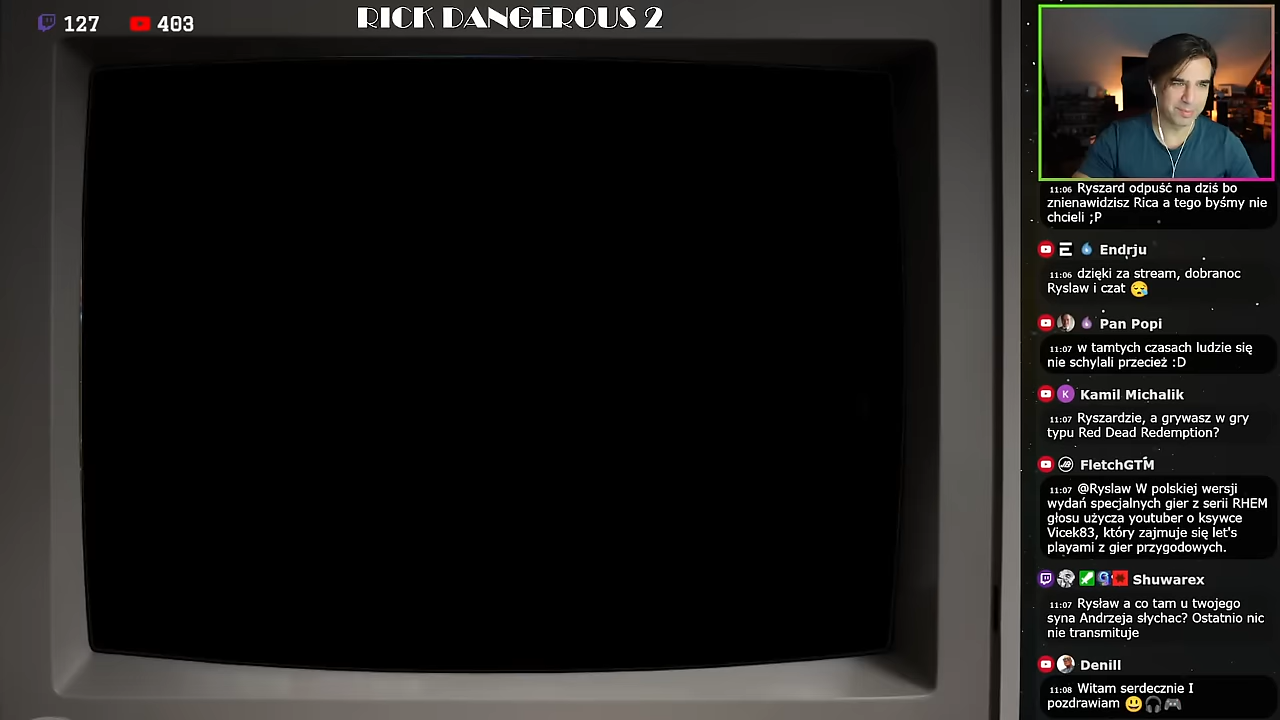 127 403 RICK DANGEROUS 2
11:06 Ryszard odpuść na dziś bo
znienawidzisz Rica a tego byśmy nie
chcieli ;P
Endrju
11:06 dzięki za stream, dobranoc
Ryslaw i czat 😪
Pan Popi
11:07 w tamtych czasach ludzie się
nie schylali przecież :D
K Kamil Michalik
11:07 Ryszardzie, a grywasz w gry
typu Red Dead Redemption?
FletchGTM
11:07 @Ryslaw W polskiej wersji
wydań specjalnych gier z serii RHEM
głosu użycza youtuber o ksywce
Vicek83, który zajmuje się let's
playami z gier przygodowych.
Shuwarex
11:07 Rysław a co tam u twojego
syna Andrzeja słychac? Ostatnio nic
nie transmituje
Denill
11:08 Witam serdecznie I
pozdrawiam 😃🎧🎮